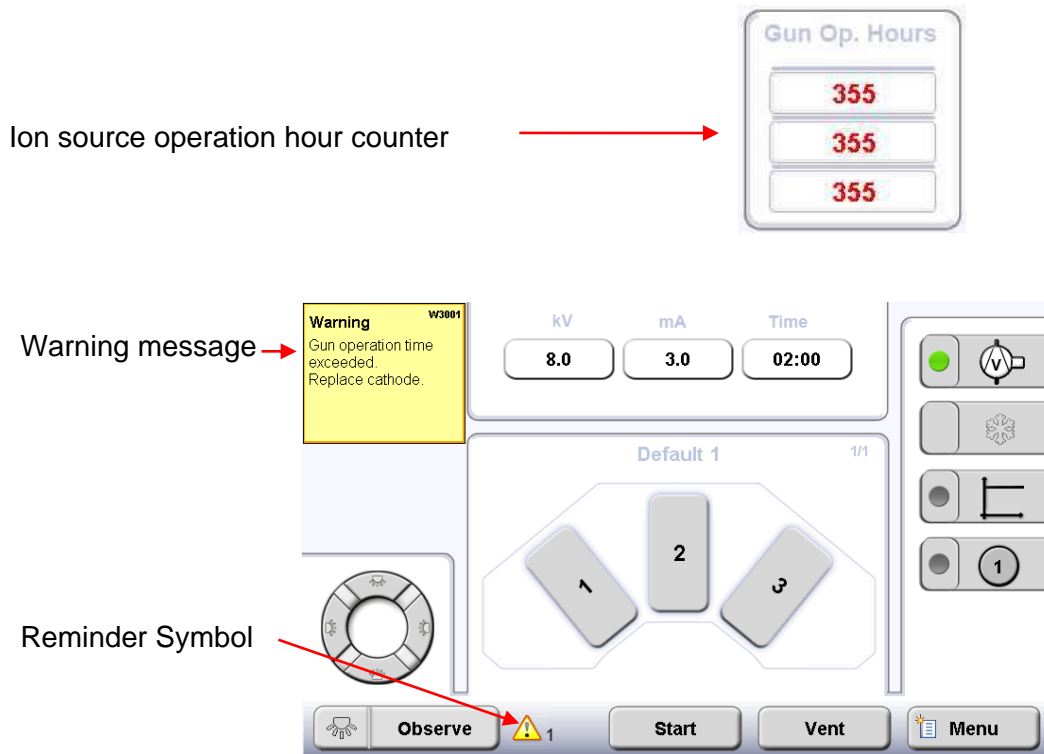 Gun Op. Hours
355
Ion source operation hour counter
355
355
Warning message
Warning W3001
Gun operation time
exceeded.
Replace cathode.
kV mA Time
8.0 3.0 02:00
V
Default 1 1/1
1 2 3
1
Reminder Symbol
Observe 1 Start Vent Menu